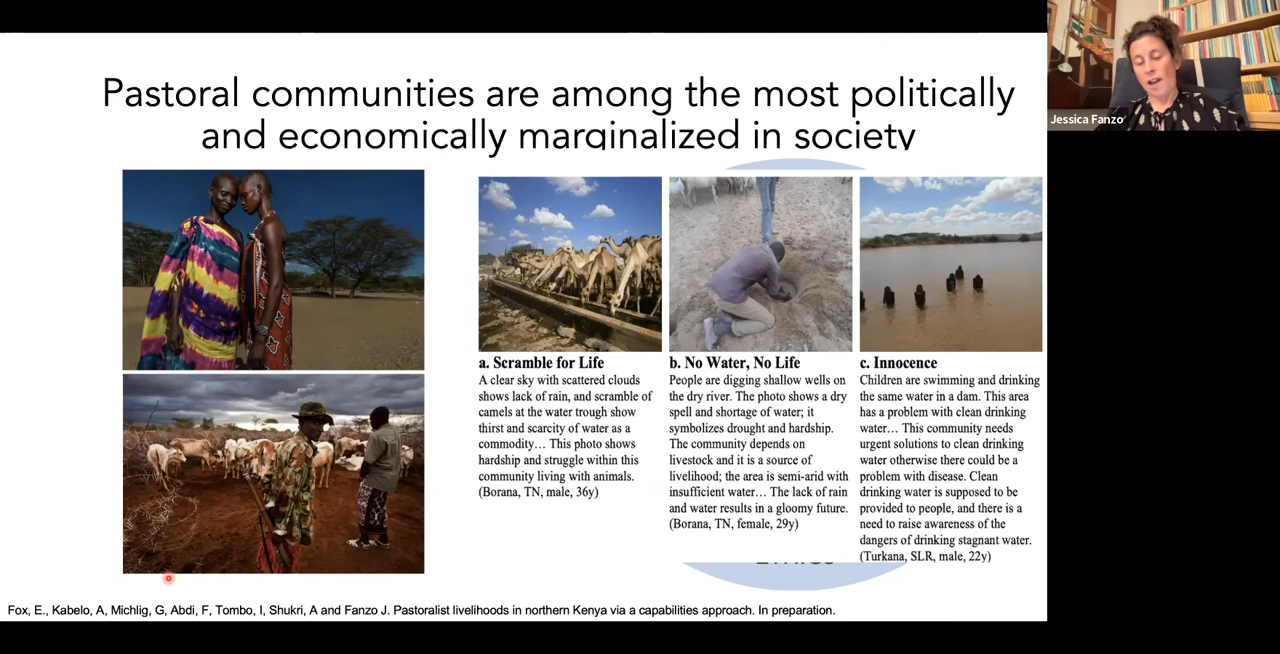 Pastoral communities are among the most politically
and economically marginalized in society
Jessica Fanzo
a. Scramble for Life
A clear sky with scattered clouds
shows lack of rain, and scramble of
camels at the water trough show
thirst and scarcity of water as a
commodity… This photo shows
hardship and struggle within this
community living with animals.
(Borana, TN, male, 36y)
b. No Water, No Life
People are digging shallow wells on
the dry river. The photo shows a dry
spell and shortage of water; it
symbolizes drought and hardship.
The community depends on
livestock and it is a source of
livelihood; the area is semi-arid with
insufficient water… The lack of rain
and water results in a gloomy future.
(Borana, TN, female, 29y)
c. Innocence
Children are swimming and drinking
the same water in a dam. This area
has a problem with clean drinking
water… This community needs
urgent solutions to clean drinking
water otherwise there could be a
problem with disease. Clean
drinking water is supposed to be
provided to people, and there is a
need to raise awareness of the
dangers of drinking stagnant water.
(Turkana, SLR, male, 22y)
Fox, E., Kabelo, A, Michlig, G, Abdi, F, Tombo, I, Shukri, A and Fanzo J. Pastoralist livelihoods in northern Kenya via a capabilities approach. In preparation.